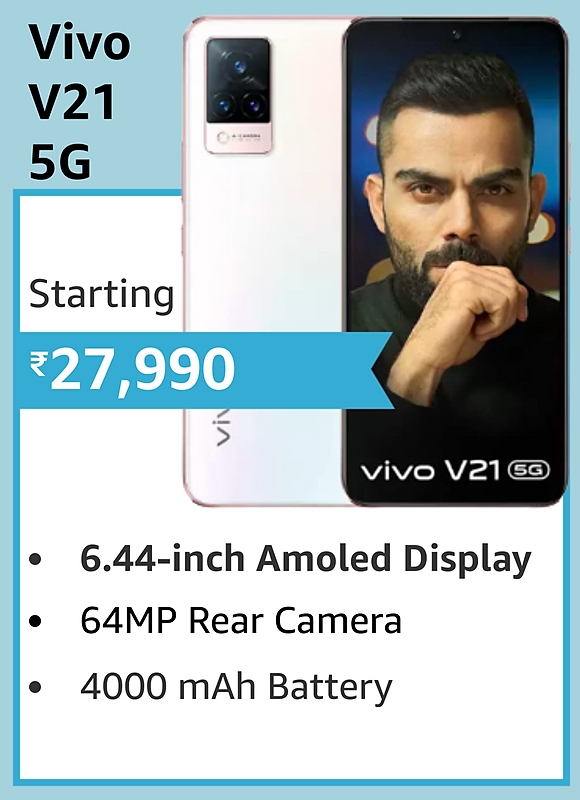 Vivo
V21
5G
Starting
₹27,990
vivo V21 5G
• 6.44-inch Amoled Display
• 64MP Rear Camera
• 4000 mAh Battery